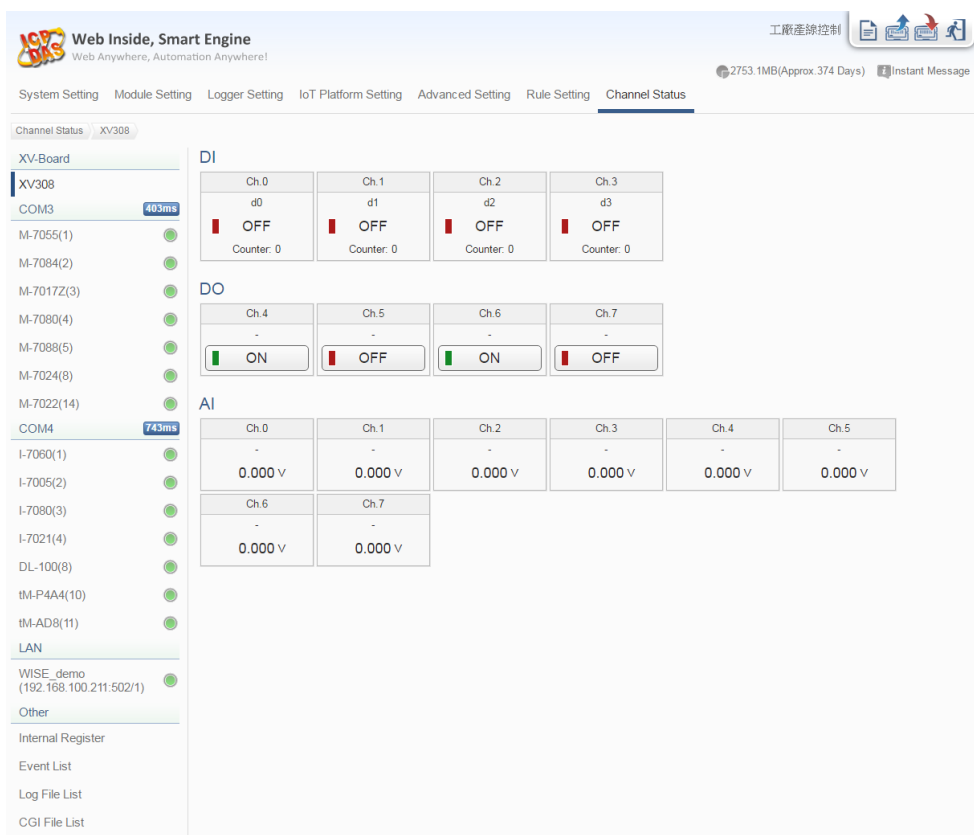 ICP DAS
Web Inside, Smart Engine
Web Anywhere, Automation Anywhere!
工廠產線控制
2753.1MB(Approx.374 Days) Instant Message
System Setting Module Setting Logger Setting IoT Platform Setting Advanced Setting Rule Setting Channel Status
Channel Status XV308
XV-Board
XV308
COM3 403ms
M-7055(1)
M-7084(2)
M-7017Z(3)
M-7080(4)
M-7088(5)
M-7024(8)
M-7022(14)
COM4 743ms
I-7060(1)
I-7005(2)
I-7080(3)
I-7021(4)
DL-100(8)
tM-P4A4(10)
tM-AD8(11)
LAN
WISE_demo
(192.168.100.211:502/1)
Other
Internal Register
Event List
Log File List
CGI File List
DI
Ch.0 Ch.1 Ch.2 Ch.3
d0 d1 d2 d3
OFF OFF OFF OFF
Counter: 0 Counter: 0 Counter: 0 Counter: 0
DO
Ch.4 Ch.5 Ch.6 Ch.7
- - - -
ON OFF ON OFF
AI
Ch.0 Ch.1 Ch.2 Ch.3 Ch.4 Ch.5
- - - - - -
0.000 V 0.000 V 0.000 V 0.000 V 0.000 V 0.000 V
Ch.6 Ch.7
- -
0.000 V 0.000 V